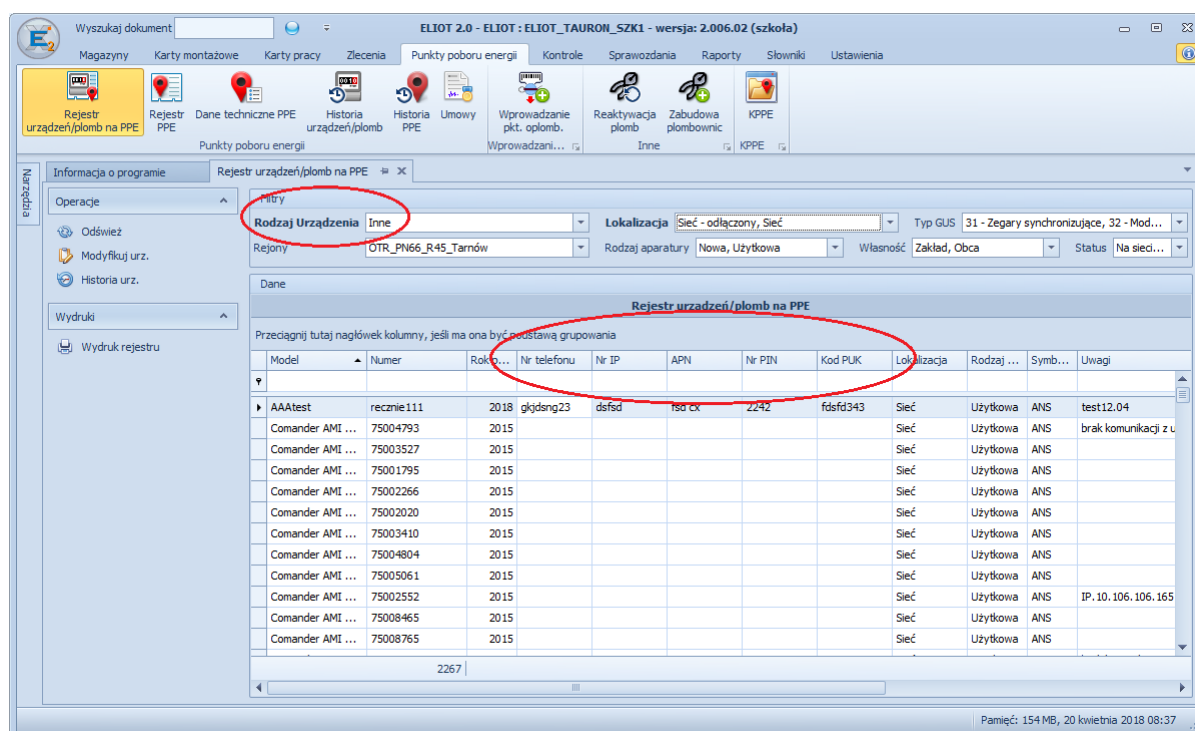 Wyszukaj dokument
ELIOT 2.0 - ELIOT : ELIOT_TAURON_SZK1 - wersja: 2.006.02 (szkoła)
E2
Magazyny Karty montażowe Karty pracy Zlecenia Punkty poboru energii Kontrole Sprawozdania Raporty Słowniki Ustawienia
Rejestr urządzeń/plomb na PPE
Rejestr PPE
Dane techniczne PPE
Historia urządzeń/plomb
Historia PPE
Umowy
Wprowadzanie pkt. oplomb.
Reaktywacja plomb
Zabudowa plombownic
KPPE
Punkty poboru energii Wprowadzani... Inne KPPE
Narzędzia
Informacja o programie Rejestr urządzeń/plomb na PPE
Operacje
Odśwież
Modyfikuj urz.
Historia urz.
Wydruki
Wydruk rejestru
Filtry
Rodzaj Urządzenia Inne Lokalizacja Sieć - odłączony, Sieć Typ GUS 31 - Zegary synchronizujące, 32 - Mod...
Rejony OTR_PN66_R45_Tarnów Rodzaj aparatury Nowa, Użytkowa Własność Zakład, Obca Status Na sieci...
Dane
Rejestr urządzeń/plomb na PPE
Przeciągnij tutaj nagłówek kolumny, jeśli ma ona być podstawą grupowania
Model Numer Rok p... Nr telefonu Nr IP APN Nr PIN Kod PUK Lokalizacja Rodzaj ... Symb... Uwagi
AAAtest recznie111 2018 gkjdsng23 dsfsd fsd cx 2242 fdsfd343 Sieć Użytkowa ANS test12.04
Comander AMI ... 75004793 2015 Sieć Użytkowa ANS brak komunikacji z u
Comander AMI ... 75003527 2015 Sieć Użytkowa ANS
Comander AMI ... 75001795 2015 Sieć Użytkowa ANS
Comander AMI ... 75002266 2015 Sieć Użytkowa ANS
Comander AMI ... 75002020 2015 Sieć Użytkowa ANS
Comander AMI ... 75003410 2015 Sieć Użytkowa ANS
Comander AMI ... 75004804 2015 Sieć Użytkowa ANS
Comander AMI ... 75005061 2015 Sieć Użytkowa ANS
Comander AMI ... 75002552 2015 Sieć Użytkowa ANS IP.10.106.106.165
Comander AMI ... 75008465 2015 Sieć Użytkowa ANS
Comander AMI ... 75008765 2015 Sieć Użytkowa ANS
2267
Pamięć: 154 MB, 20 kwietnia 2018 08:37